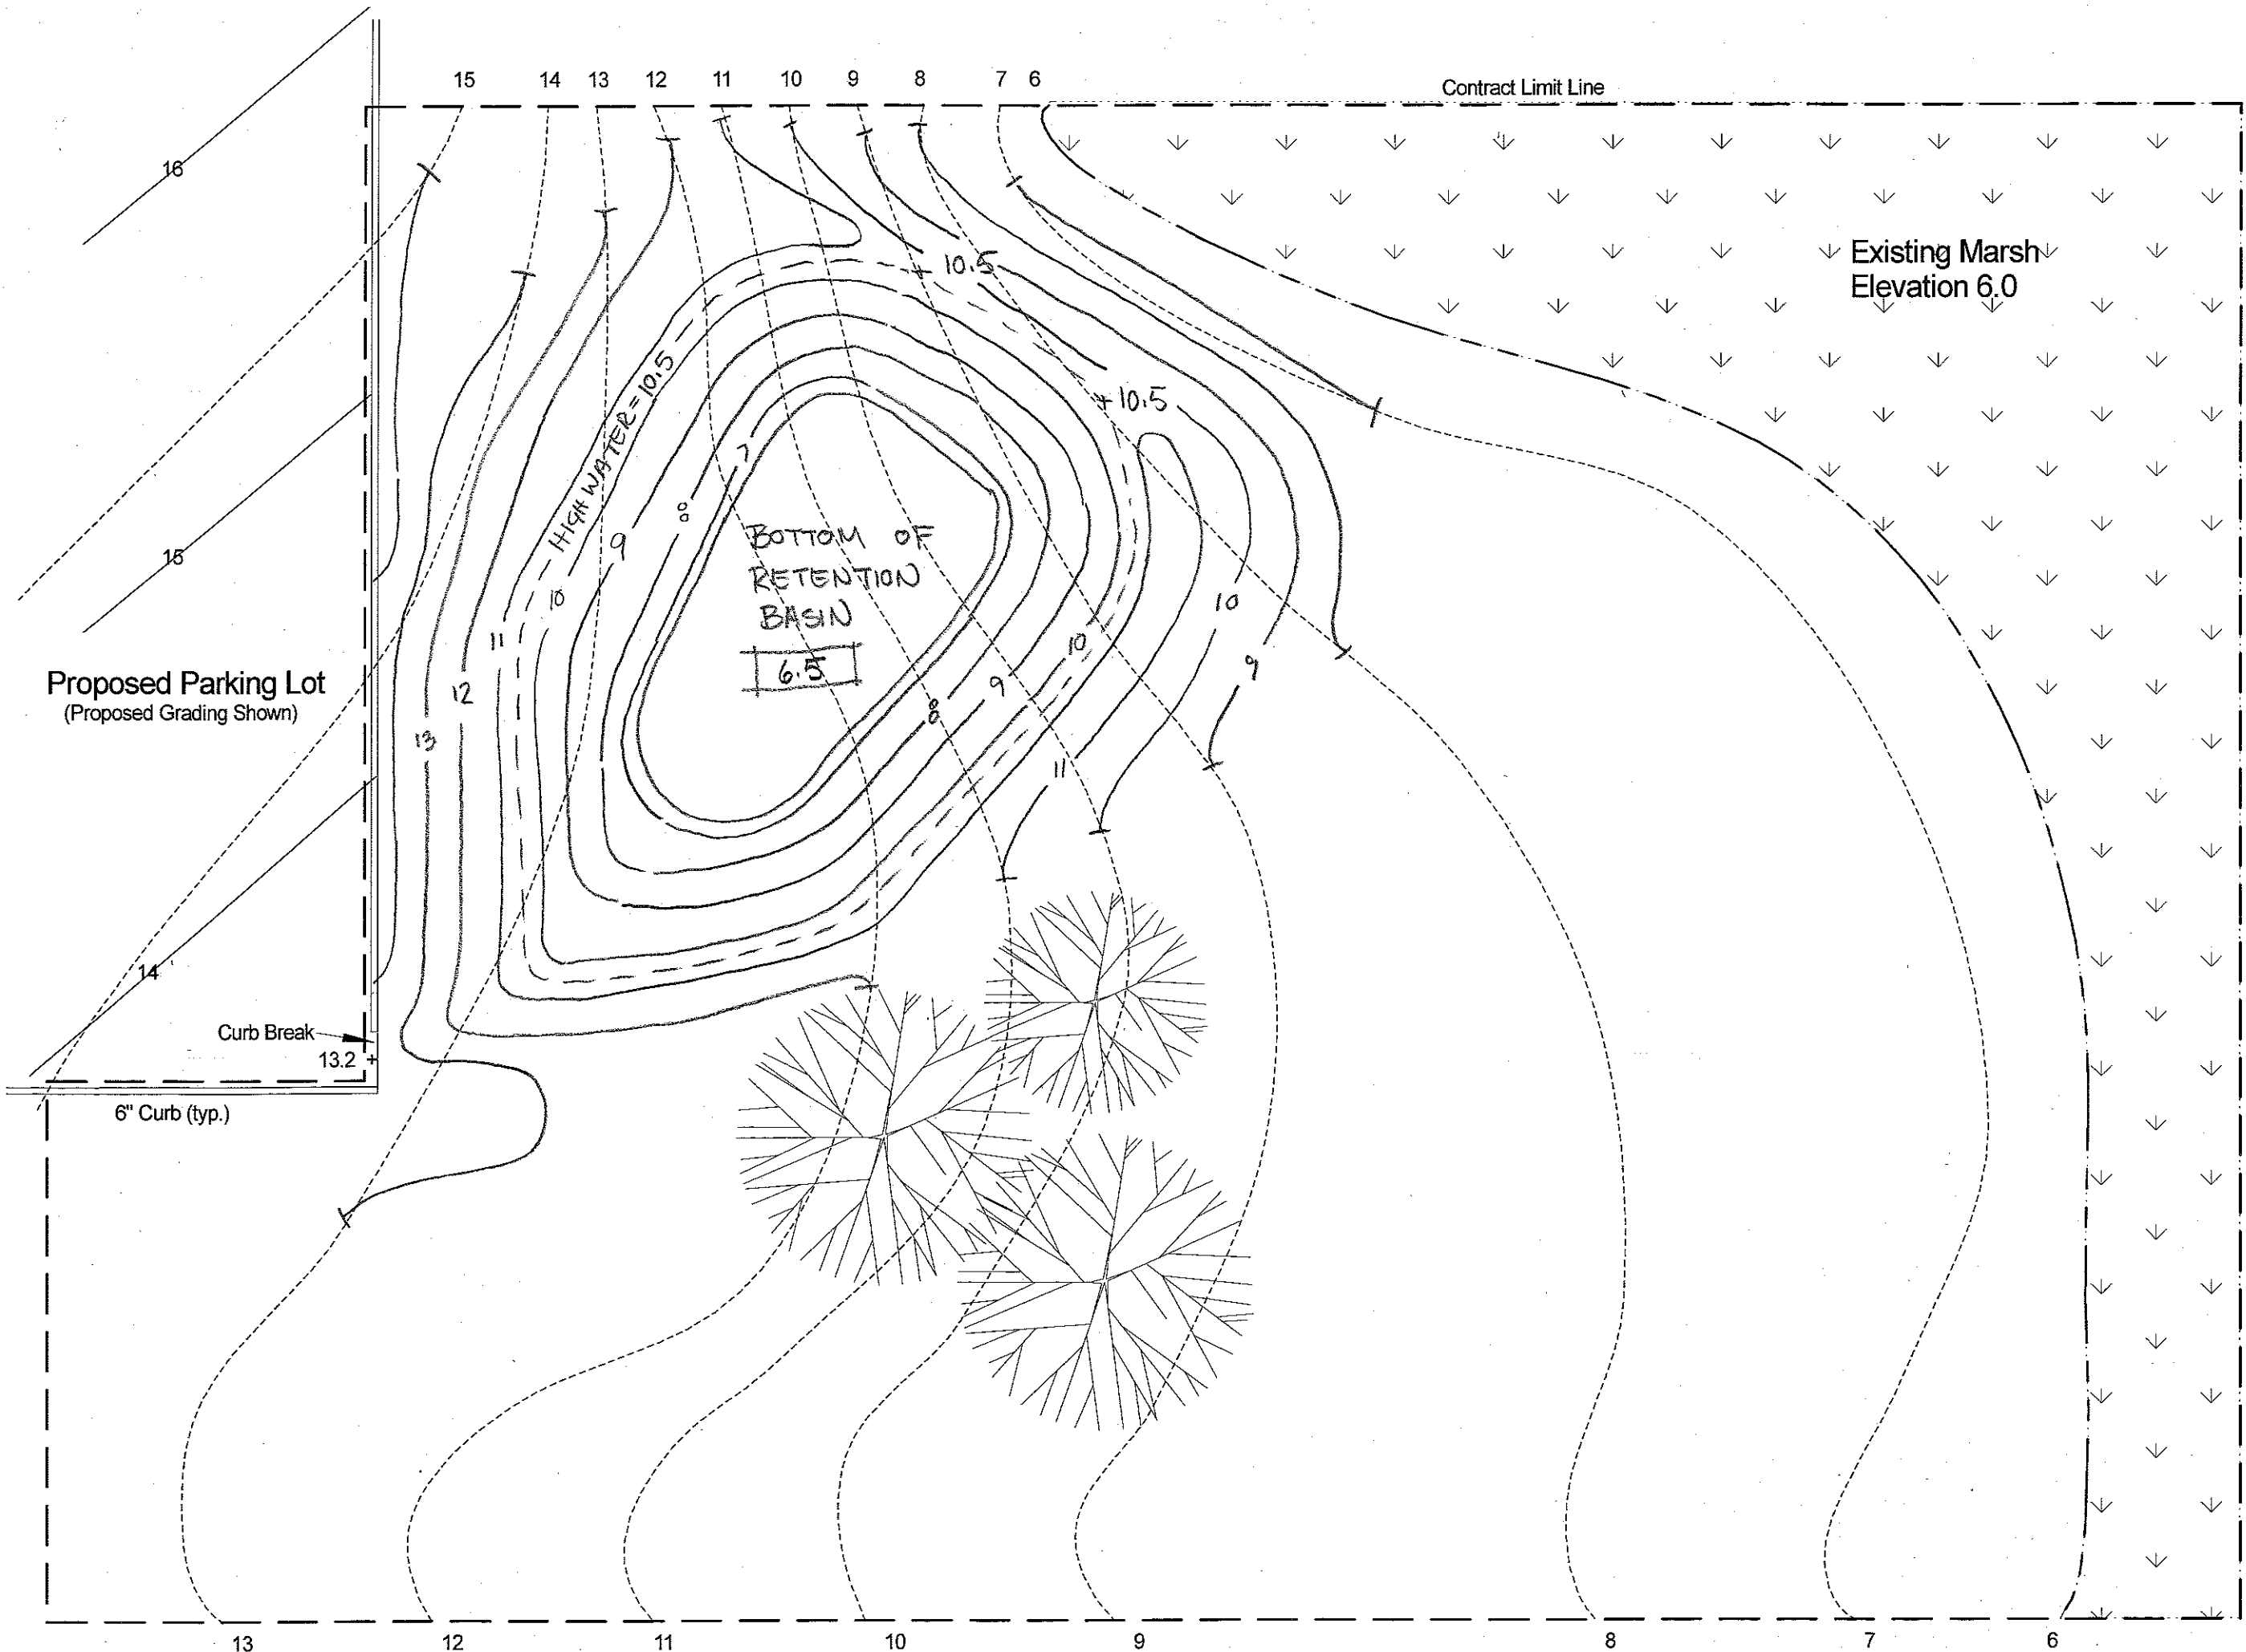 15 14 13 12 11 10 9 8 7 6
Contract Limit Line
16
Existing Marsh
Elevation 6.0
10.5
10.5
HIGH WATER = 10.5
7
8
9
10
11
12
13
15
BOTTOM OF
RETENTION
BASIN
6.5
10
9
10
9
8
11
Proposed Parking Lot
(Proposed Grading Shown)
14
Curb Break
13.2
6" Curb (typ.)
13 12 11 10 9 8 7 6